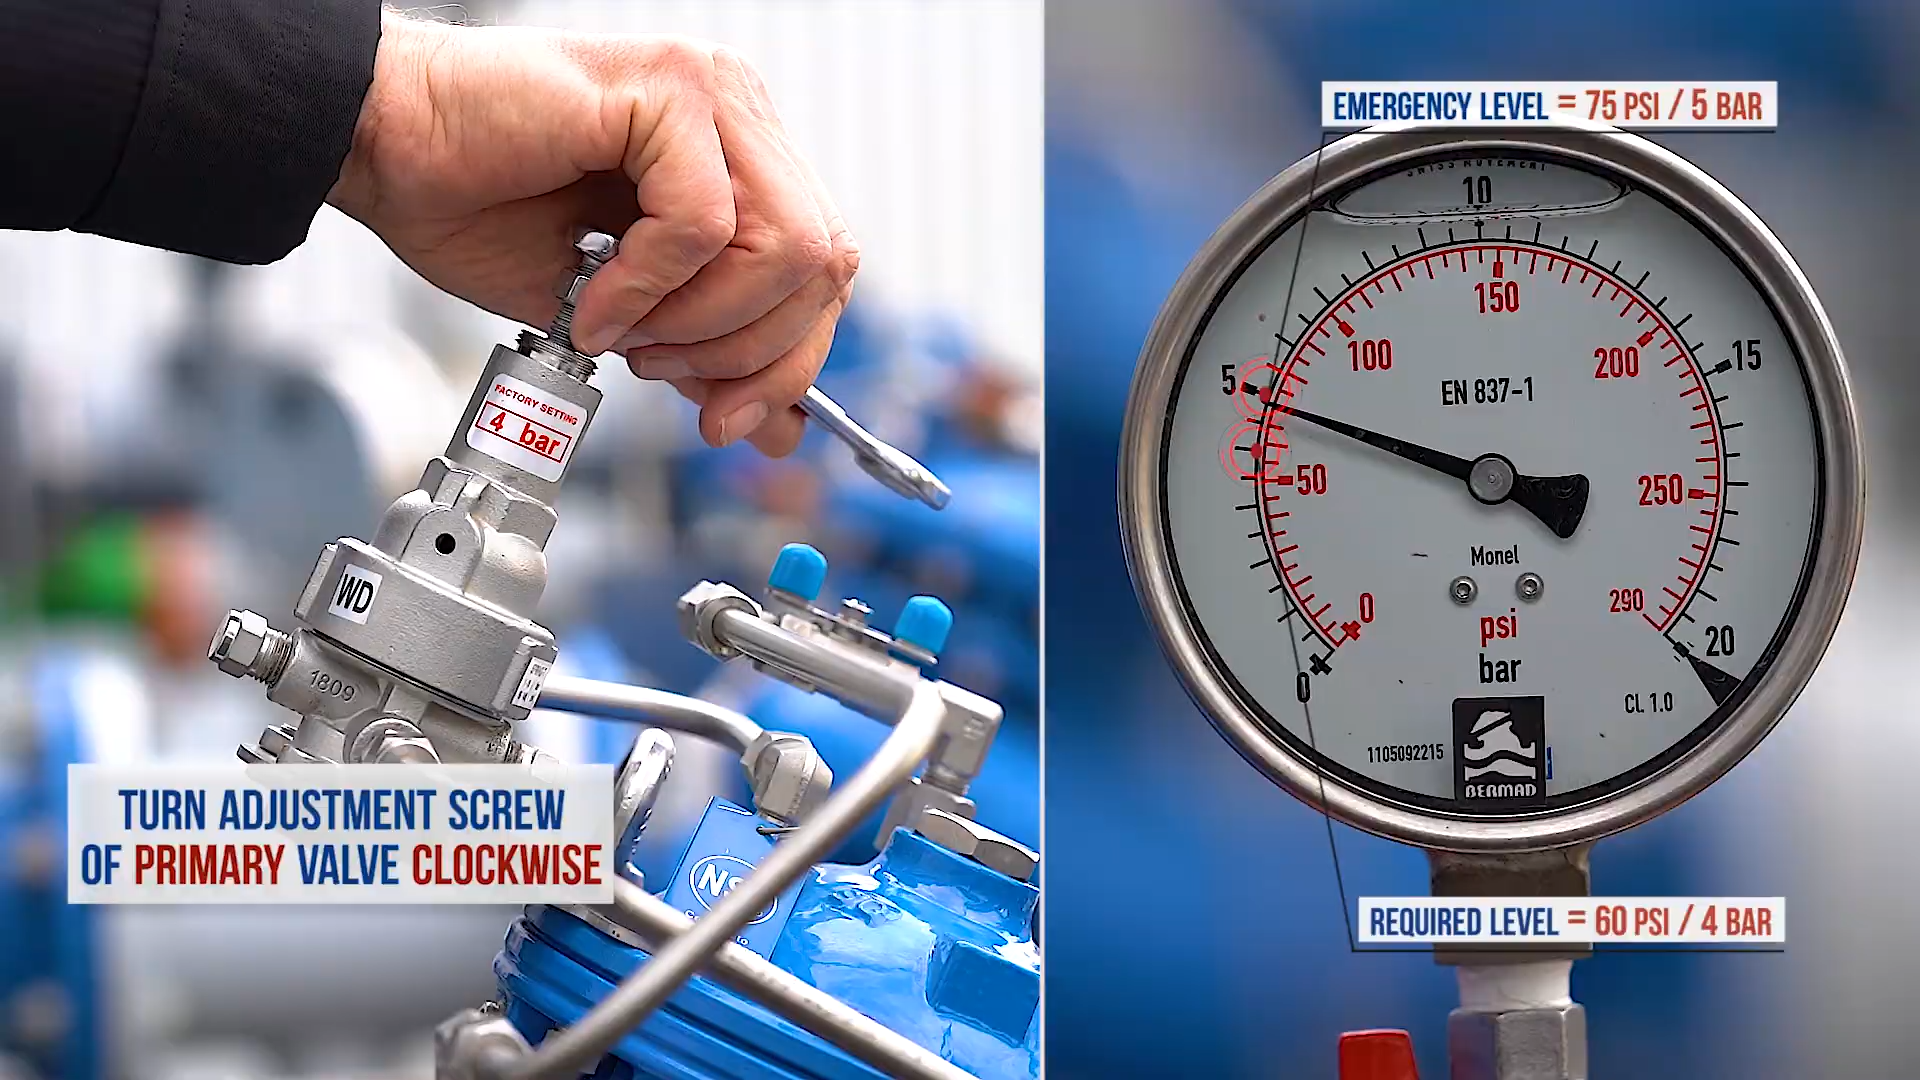 FACTORY SETTING
4 bar
WD
1809
TURN ADJUSTMENT SCREW
OF PRIMARY VALVE CLOCKWISE
EMERGENCY LEVEL = 75 PSI / 5 BAR
SWISS MOVEMENT
10
150
100
200
15
5
EN 837-1
50
250
Monel
0
290
psi
20
bar
0
CL 1.0
1105092215
BERMAD
REQUIRED LEVEL = 60 PSI / 4 BAR